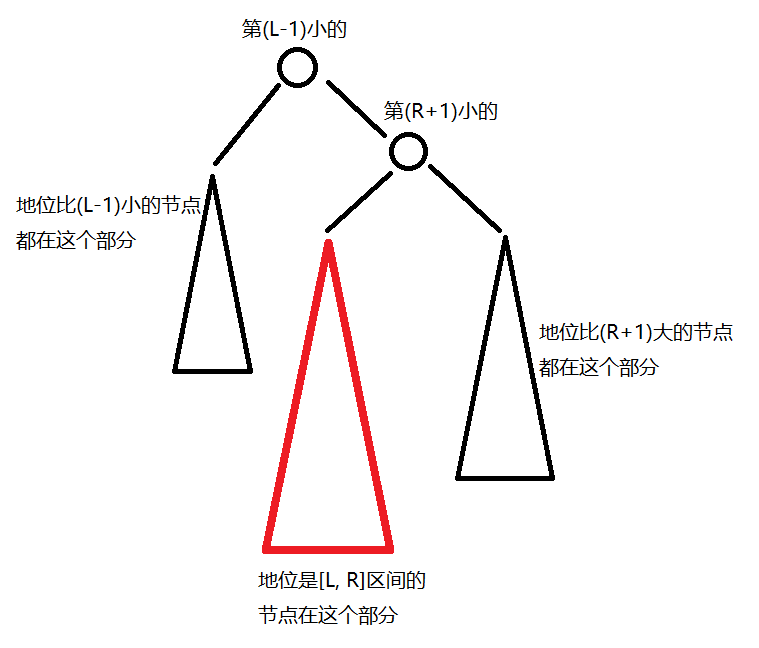 第(L-1)小的
第(R+1)小的
地位比(L-1)小的节点
都在这个部分
地位比(R+1)大的节点
都在这个部分
地位是[L, R]区间的
节点在这个部分